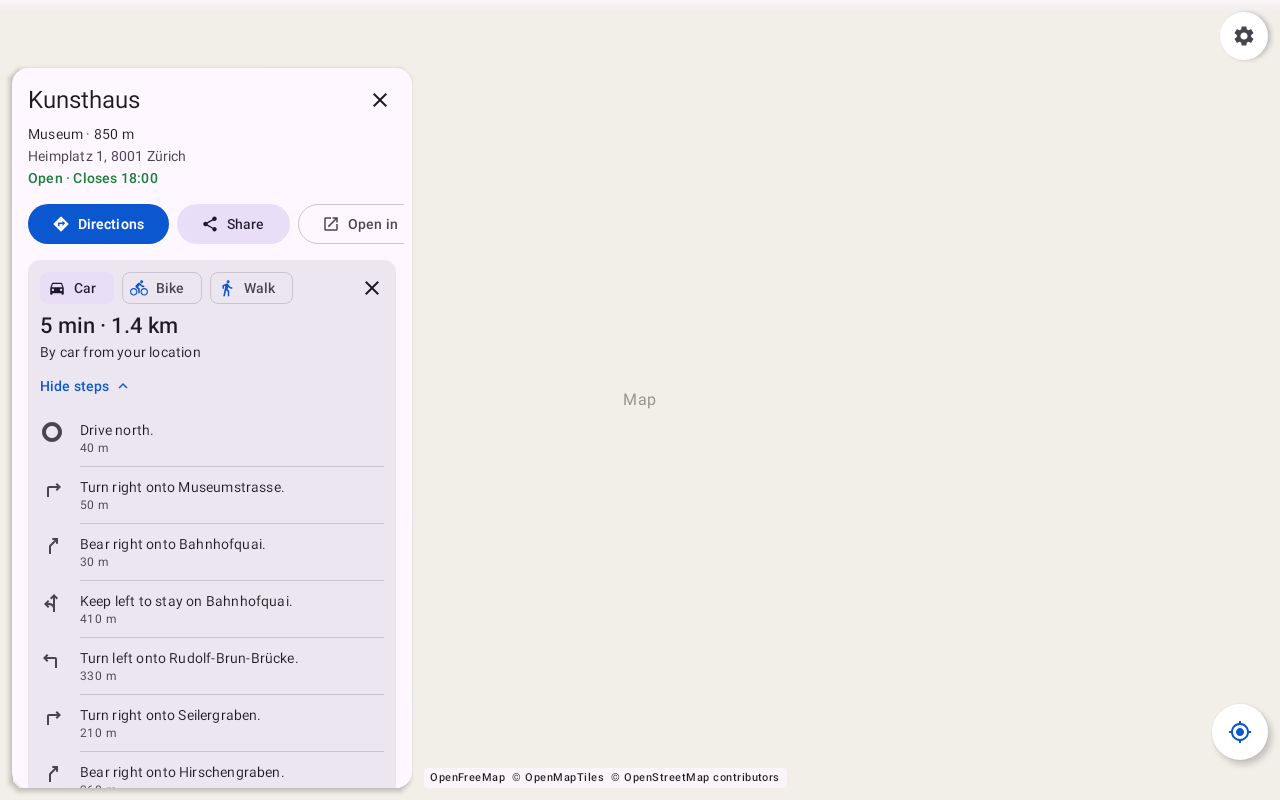 Kunsthaus
Museum · 850 m
Heimplatz 1, 8001 Zürich
Open · Closes 18:00
Directions
Share
Open in
Car
Bike
Walk
5 min · 1.4 km
By car from your location
Hide steps
Drive north.
40 m
Turn right onto Museumstrasse.
50 m
Bear right onto Bahnhofquai.
30 m
Keep left to stay on Bahnhofquai.
410 m
Turn left onto Rudolf-Brun-Brücke.
330 m
Turn right onto Seilergraben.
210 m
Bear right onto Hirschengraben.
Map
OpenFreeMap © OpenMapTiles © OpenStreetMap contributors